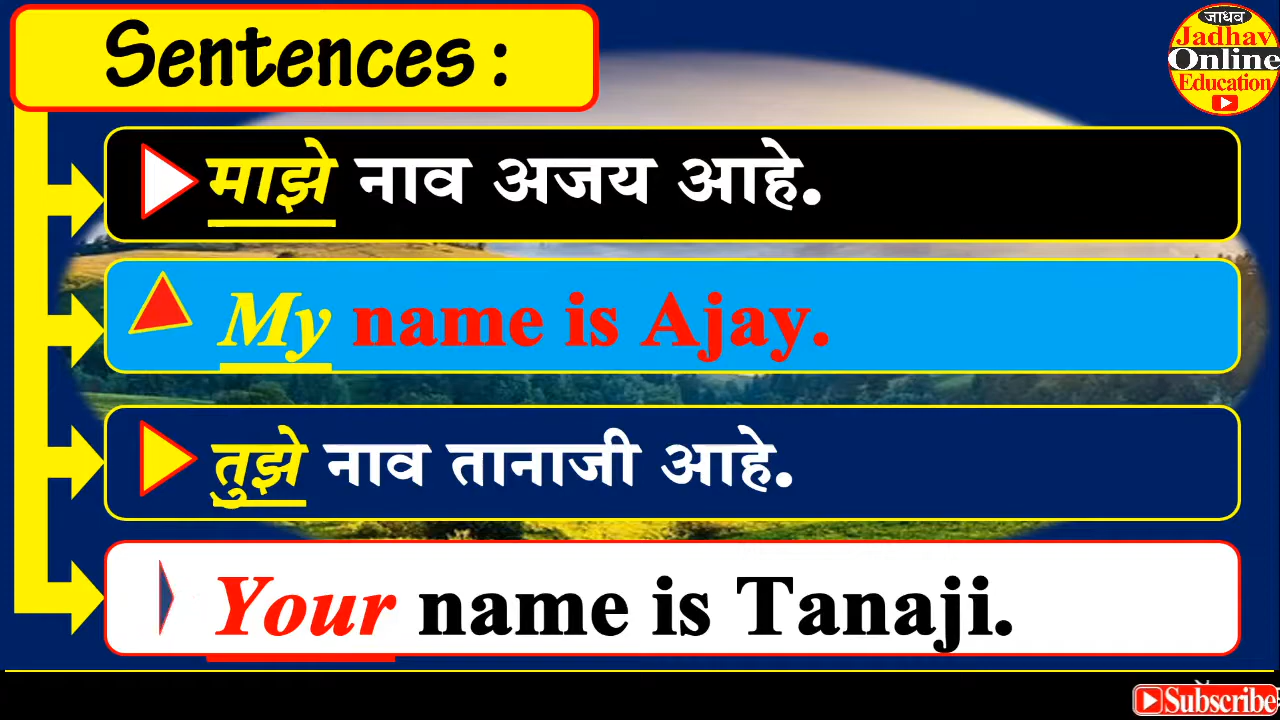 Sentences :
जाधव
Jadhav
Online
Education
माझे नाव अजय आहे.
My name is Ajay.
तुझे नाव तानाजी आहे.
Your name is Tanaji.
Subscribe